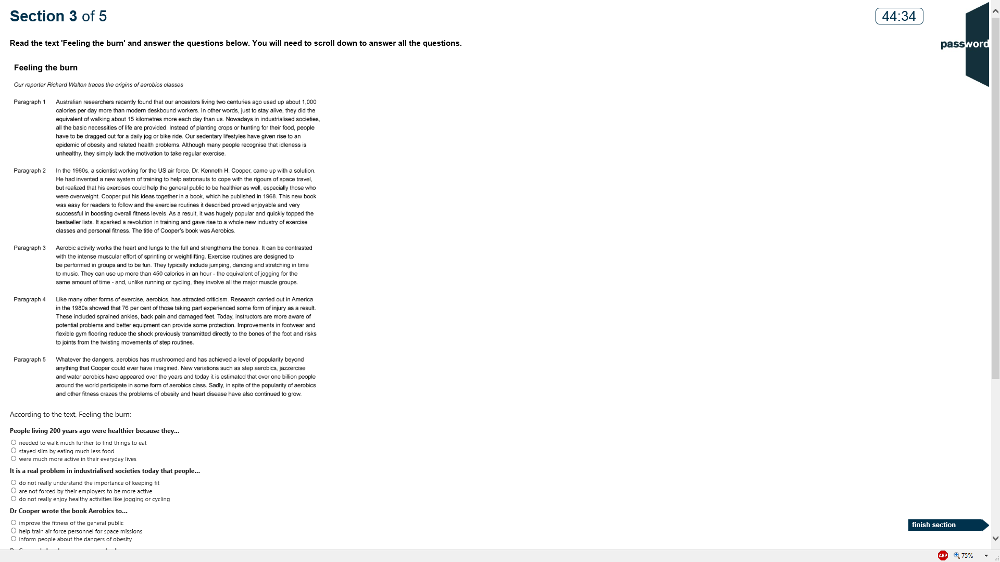 Section 3 of 5
44:34
password
Read the text 'Feeling the burn' and answer the questions below. You will need to scroll down to answer all the questions.
Feeling the burn
Our reporter Richard Walton traces the origins of aerobics classes
Paragraph 1 Australian researchers recently found that our ancestors living two centuries ago used up about 1,000
calories per day more than modern deskbound workers. In other words, just to stay alive, they did the
equivalent of walking about 15 kilometres more each day than us. Nowadays in industrialised societies,
all the basic necessities of life are provided. Instead of planting crops or hunting for their food, people
have to be dragged out for a daily jog or bike ride. Our sedentary lifestyles have given rise to an
epidemic of obesity and related health problems. Although many people recognise that idleness is
unhealthy, they simply lack the motivation to take regular exercise.
Paragraph 2 In the 1960s, a scientist working for the US air force, Dr. Kenneth H. Cooper, came up with a solution.
He had invented a new system of training to help astronauts to cope with the rigours of space travel,
but realized that his exercises could help the general public to be healthier as well, especially those who
were overweight. Cooper put his ideas together in a book, which he published in 1968. This new book
was easy for readers to follow and the exercise routines it described proved enjoyable and very
successful in boosting overall fitness levels. As a result, it was hugely popular and quickly topped the
bestseller lists. It sparked a revolution in training and gave rise to a whole new industry of exercise
classes and personal fitness. The title of Cooper's book was Aerobics.
Paragraph 3 Aerobic activity works the heart and lungs to the full and strengthens the bones. It can be contrasted
with the intense muscular effort of sprinting or weightlifting. Exercise routines are designed to
be performed in groups and to be fun. They typically include jumping, dancing and stretching in time
to music. They can use up more than 450 calories in an hour - the equivalent of jogging for the
same amount of time - and, unlike running or cycling, they involve all the major muscle groups.
Paragraph 4 Like many other forms of exercise, aerobics, has attracted criticism. Research carried out in America
in the 1980s showed that 76 per cent of those taking part experienced some form of injury as a result.
These included sprained ankles, back pain and damaged feet. Today, instructors are more aware of
potential problems and better equipment can provide some protection. Improvements in footwear and
flexible gym flooring reduce the shock previously transmitted directly to the bones of the foot and risks
to joints from the twisting movements of step routines.
Paragraph 5 Whatever the dangers, aerobics has mushroomed and has achieved a level of popularity beyond
anything that Cooper could ever have imagined. New variations such as step aerobics, jazzercise
and water aerobics have appeared over the years and today it is estimated that over one billion people
around the world participate in some form of aerobics class. Sadly, in spite of the popularity of aerobics
and other fitness crazes the problems of obesity and heart disease have also continued to grow.
According to the text, Feeling the burn:
People living 200 years ago were healthier because they...
needed to walk much further to find things to eat
stayed slim by eating much less food
were much more active in their everyday lives
It is a real problem in industrialised societies today that people...
do not really understand the importance of keeping fit
are not forced by their employers to be more active
do not really enjoy healthy activities like jogging or cycling
Dr Cooper wrote the book Aerobics to...
improve the fitness of the general public
help train air force personnel for space missions
inform people about the dangers of obesity
finish section
ABP
75%